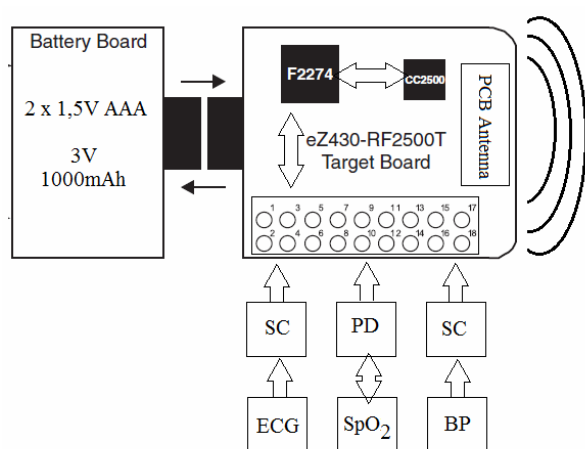 Battery Board
2 x 1,5V AAA
3V
1000mAh
F2274
CC2500
PCB Antenna
eZ430-RF2500T
Target Board
1 3 5 7 9 11 13 15 17
2 4 6 8 10 12 14 16 18
SC PD SC
ECG SpO2 BP